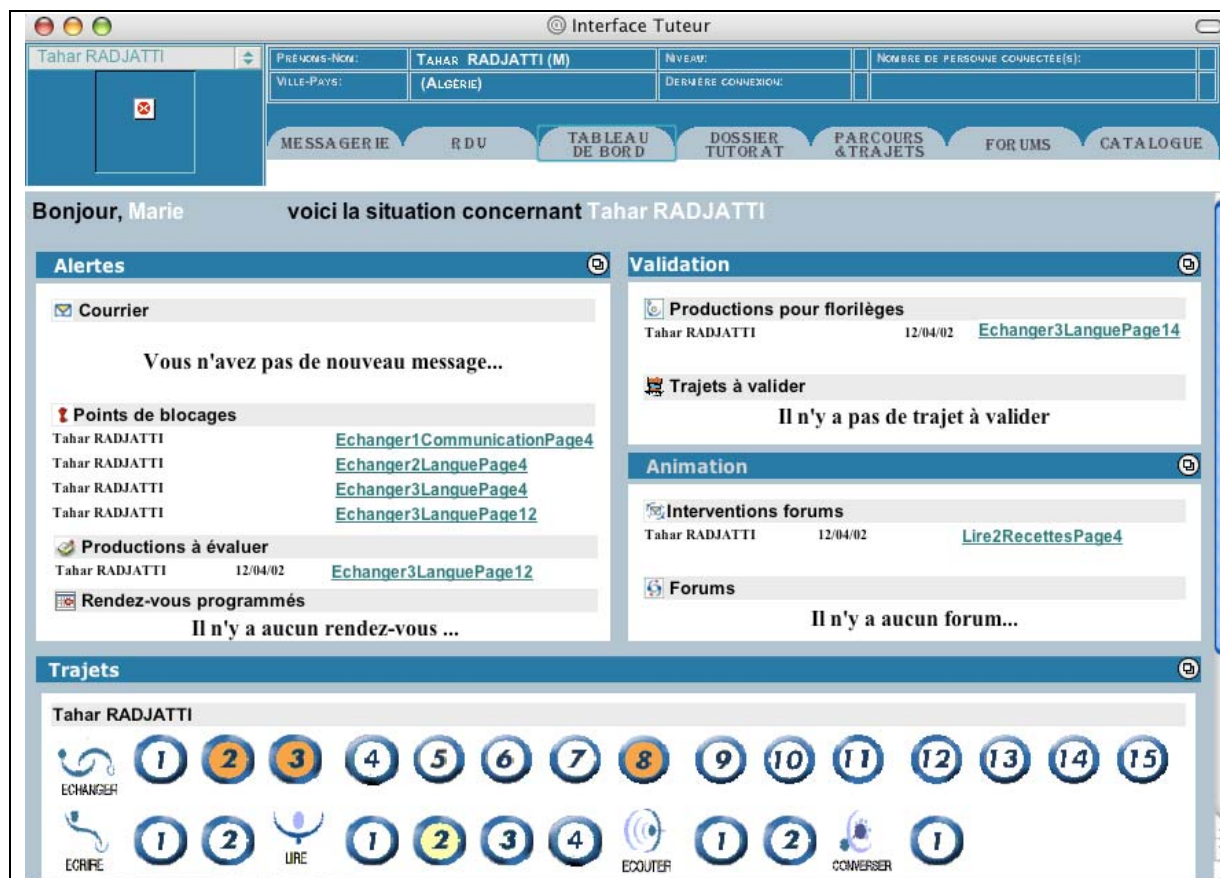 Interface Tuteur
Tahar RADJATTI
PRÉNOMS-NOM: TAHAR RADJATTI (M) NIVEAU: NOMBRE DE PERSONNE CONNECTÉE(S):
VILLE-PAYS: (ALGERIE) DERNIÈRE CONNEXION:
MESSAGERIE RDU TABLEAU DE BORD DOSSIER TUTORAT PARCOURS &TRAJETS FORUMS CATALOGUE
Bonjour, Marie voici la situation concernant Tahar RADJATTI
Alertes
Courrier
Vous n'avez pas de nouveau message...
Points de blocages
Tahar RADJATTI Echanger1CommunicationPage4
Tahar RADJATTI Echanger2LanguePage4
Tahar RADJATTI Echanger3LanguePage4
Tahar RADJATTI Echanger3LanguePage12
Productions à évaluer
Tahar RADJATTI 12/04/02 Echanger3LanguePage12
Rendez-vous programmés
Il n'y a aucun rendez-vous ...
Validation
Productions pour florilèges
Tahar RADJATTI 12/04/02 Echanger3LanguePage14
Trajets à valider
Il n'y a pas de trajet à valider
Animation
Interventions forums
Tahar RADJATTI 12/04/02 Lire2RecettesPage4
Forums
Il n'y a aucun forum...
Trajets
Tahar RADJATTI
ECHANGER 1 2 3 4 5 6 7 8 9 10 11 12 13 14 15
ECRIRE 1 2 LIRE 1 2 3 4 ECOUTER 1 2 CONVERSER 1